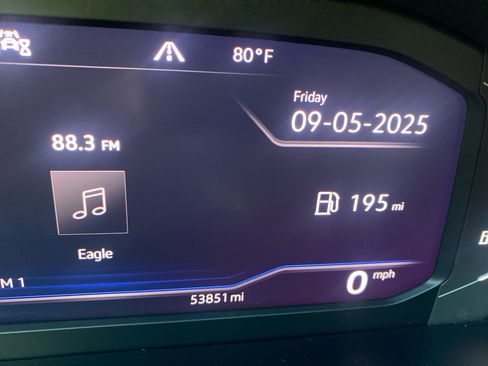 80°F
Friday
09-05-2025
88.3 FM
195 mi
Eagle
M 1
0 mph
53851 mi